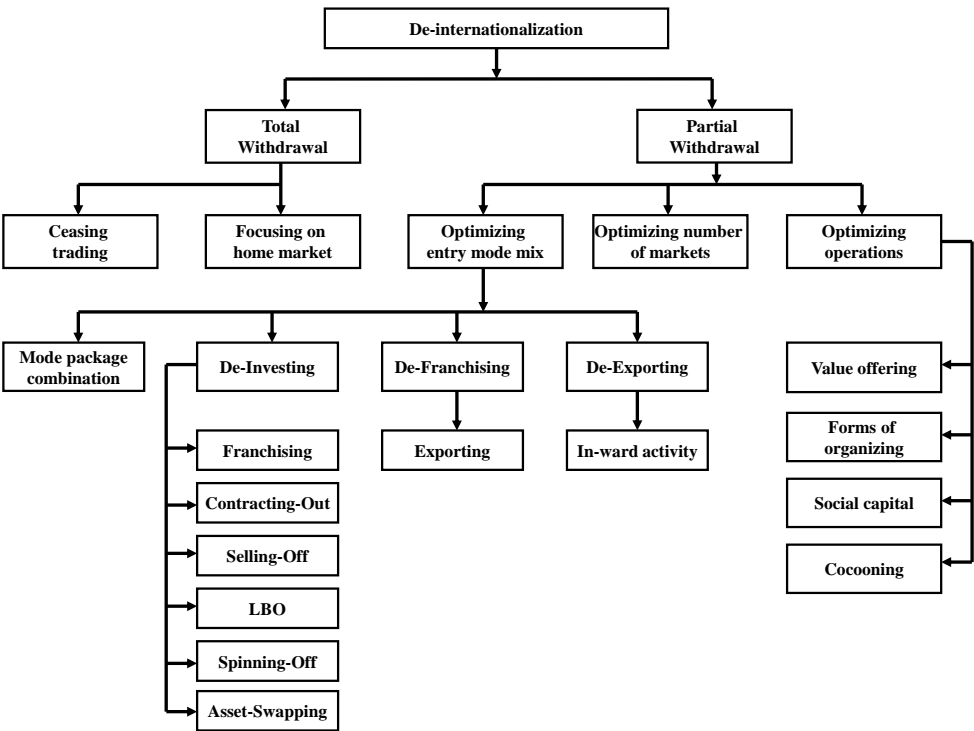 De-internationalization
Total
Withdrawal
Partial
Withdrawal
Ceasing
trading
Focusing on
home market
Optimizing
entry mode mix
Optimizing number
of markets
Optimizing
operations
Mode package
combination
De-Investing
De-Franchising
De-Exporting
Value offering
Franchising
Exporting
In-ward activity
Forms of
organizing
Contracting-Out
Social capital
Selling-Off
Cocooning
LBO
Spinning-Off
Asset-Swapping